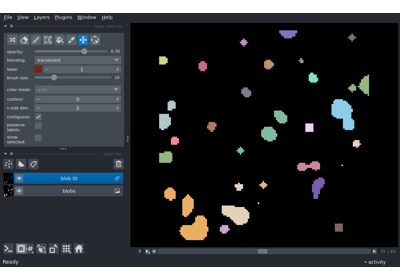 File View Layers Plugins Window Help
opacity: 0.70
blending: translucent
label: 1
brush size: 10
color mode:
contour: 0
n edit dim: 2
contiguous:
preserve
labels:
show
selected:
blob ID
blobs
Ready
activity